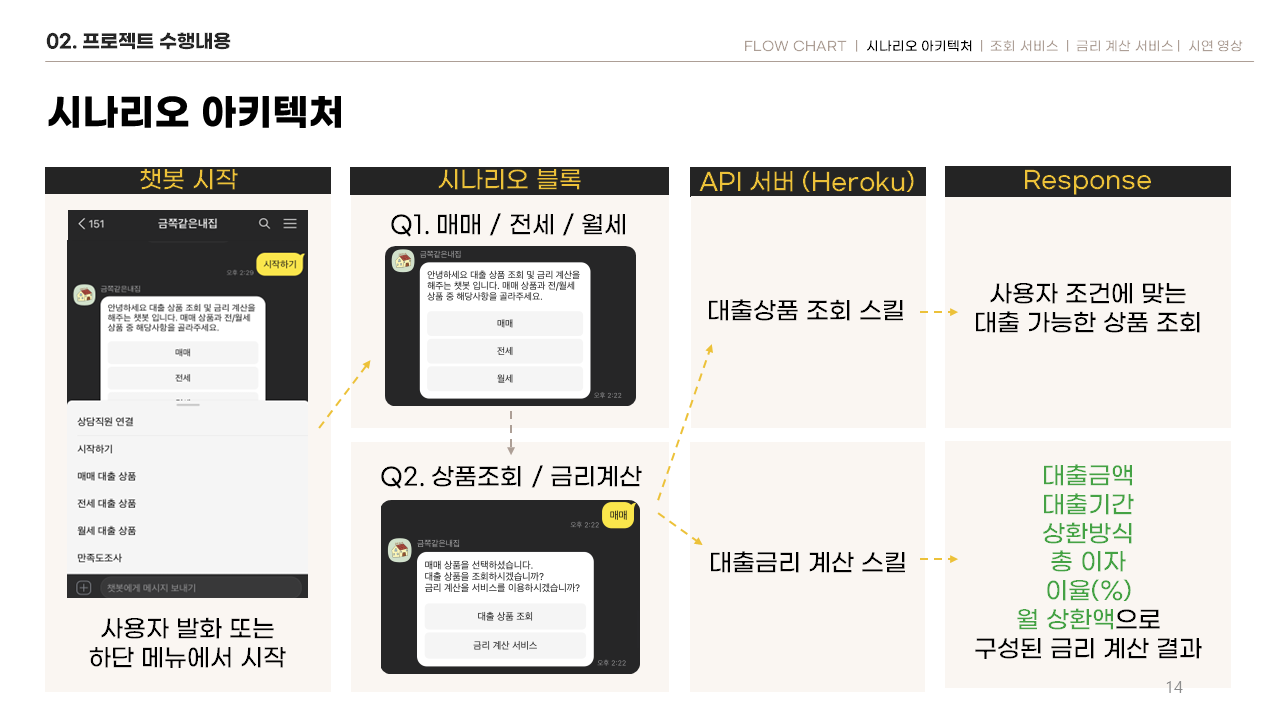 02. 프로젝트 수행내용
FLOW CHART | 시나리오 아키텍처 | 조회 서비스 | 금리 계산 서비스 | 시연 영상
시나리오 아키텍처
챗봇 시작
151 금쪽같은내집
시작하기
오후 2:29
금쪽같은내집
안녕하세요 대출 상품 조회 및 금리 계산을
해주는 챗봇 입니다. 매매 상품과 전/월세
상품 중 해당사항을 골라주세요.
매매
전세
상담직원 연결
시작하기
매매 대출 상품
전세 대출 상품
월세 대출 상품
만족도조사
챗봇에게 메시지 보내기
사용자 발화 또는
하단 메뉴에서 시작
시나리오 블록
Q1. 매매 / 전세 / 월세
금쪽같은내집
안녕하세요 대출 상품 조회 및 금리 계산을
해주는 챗봇 입니다. 매매 상품과 전/월세
상품 중 해당사항을 골라주세요.
매매
전세
월세
오후 2:22
Q2. 상품조회 / 금리계산
매매
오후 2:22
금쪽같은내집
매매 상품을 선택하셨습니다.
대출 상품을 조회하시겠습니까?
금리 계산을 서비스를 이용하시겠습니까?
대출 상품 조회
금리 계산 서비스
오후 2:22
API 서버 (Heroku)
대출상품 조회 스킬
대출금리 계산 스킬
Response
사용자 조건에 맞는
대출 가능한 상품 조회
대출금액
대출기간
상환방식
총 이자
이율(%)
월 상환액으로
구성된 금리 계산 결과
14